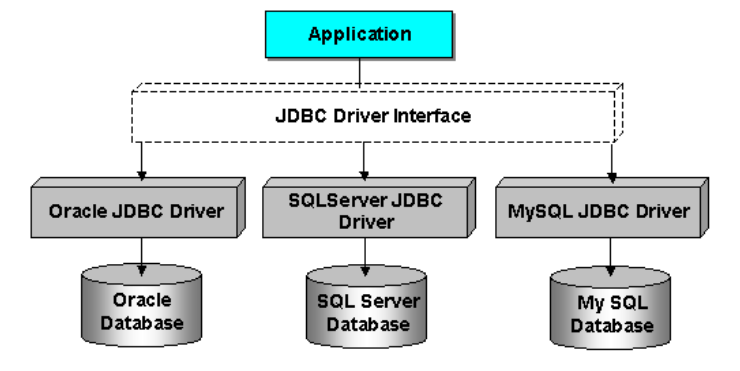 Application
JDBC Driver Interface
Oracle JDBC Driver
SQLServer JDBC
Driver
MySQL JDBC Driver
Oracle
Database
SQL Server
Database
My SQL
Database